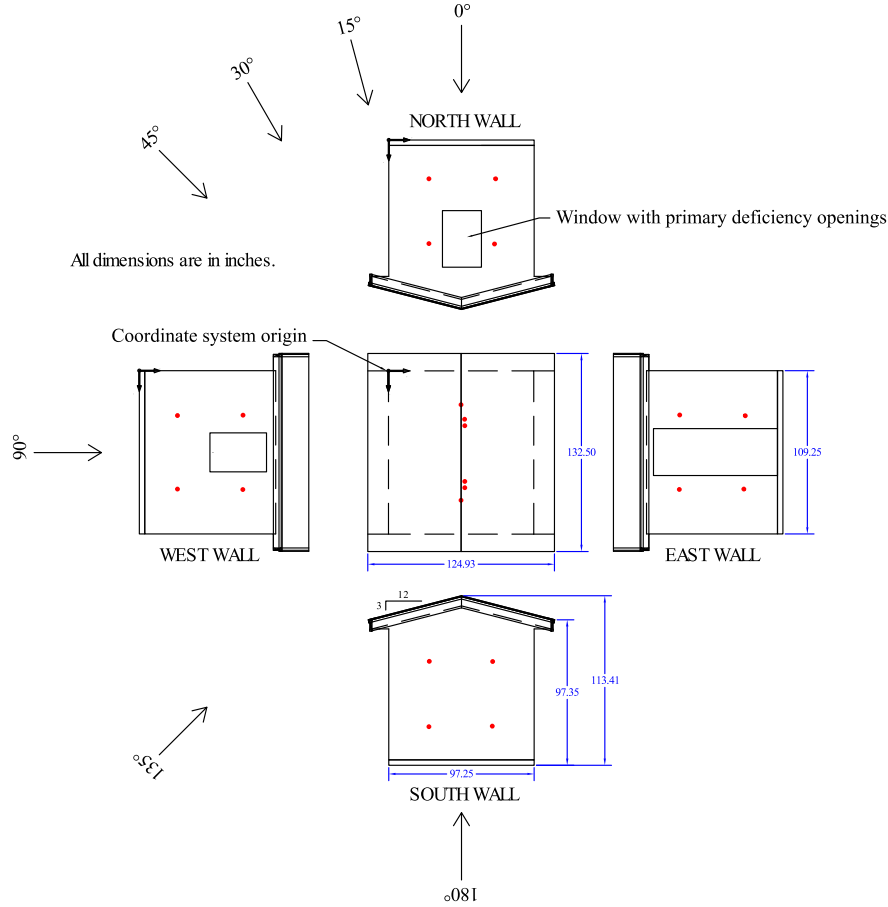 0°
15°
30°
45°
NORTH WALL
Window with primary deficiency openings
All dimensions are in inches.
Coordinate system origin
90°
132.50
109.25
WEST WALL
124.93
EAST WALL
12
3
97.35
113.41
135°
97.25
SOUTH WALL
180°